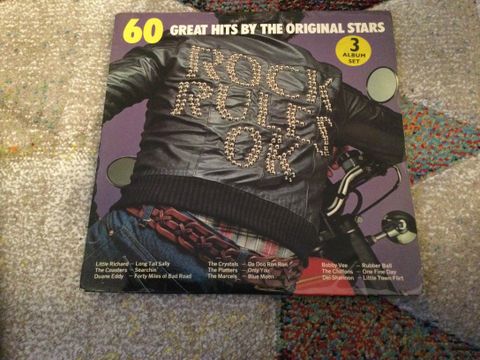 60 GREAT HITS BY THE ORIGINAL STARS
3
ALBUM
SET
ROCK
RULES
OK
Little Richard – Long Tall Sally
The Coasters – Searchin'
Duane Eddy – Forty Miles of Bad Road
The Crystals – Da Doo Ron Ron
The Platters – Only You
The Marcels – Blue Moon
Bobby Vee – Rubber Ball
The Chiffons – One Fine Day
Del Shannon – Little Town Flirt